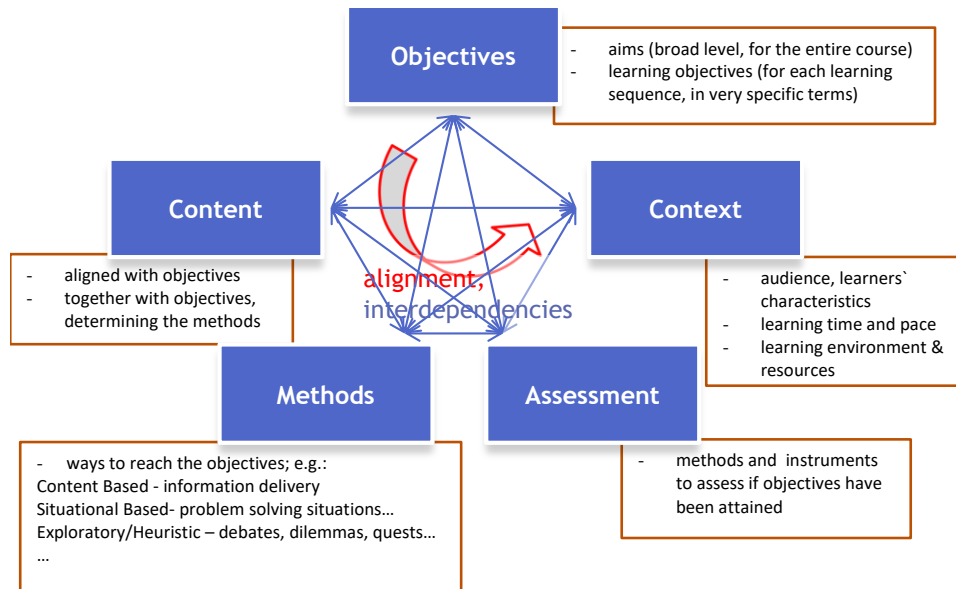 Objectives
- aims (broad level, for the entire course)
- learning objectives (for each learning
sequence, in very specific terms)
Content
Context
- aligned with objectives
- together with objectives,
determining the methods
alignment,
interdependencies
- audience, learners`
characteristics
- learning time and pace
- learning environment &
resources
Methods
Assessment
- ways to reach the objectives; e.g.:
Content Based - information delivery
Situational Based- problem solving situations…
Exploratory/Heuristic – debates, dilemmas, quests…
…
- methods and instruments
to assess if objectives have
been attained